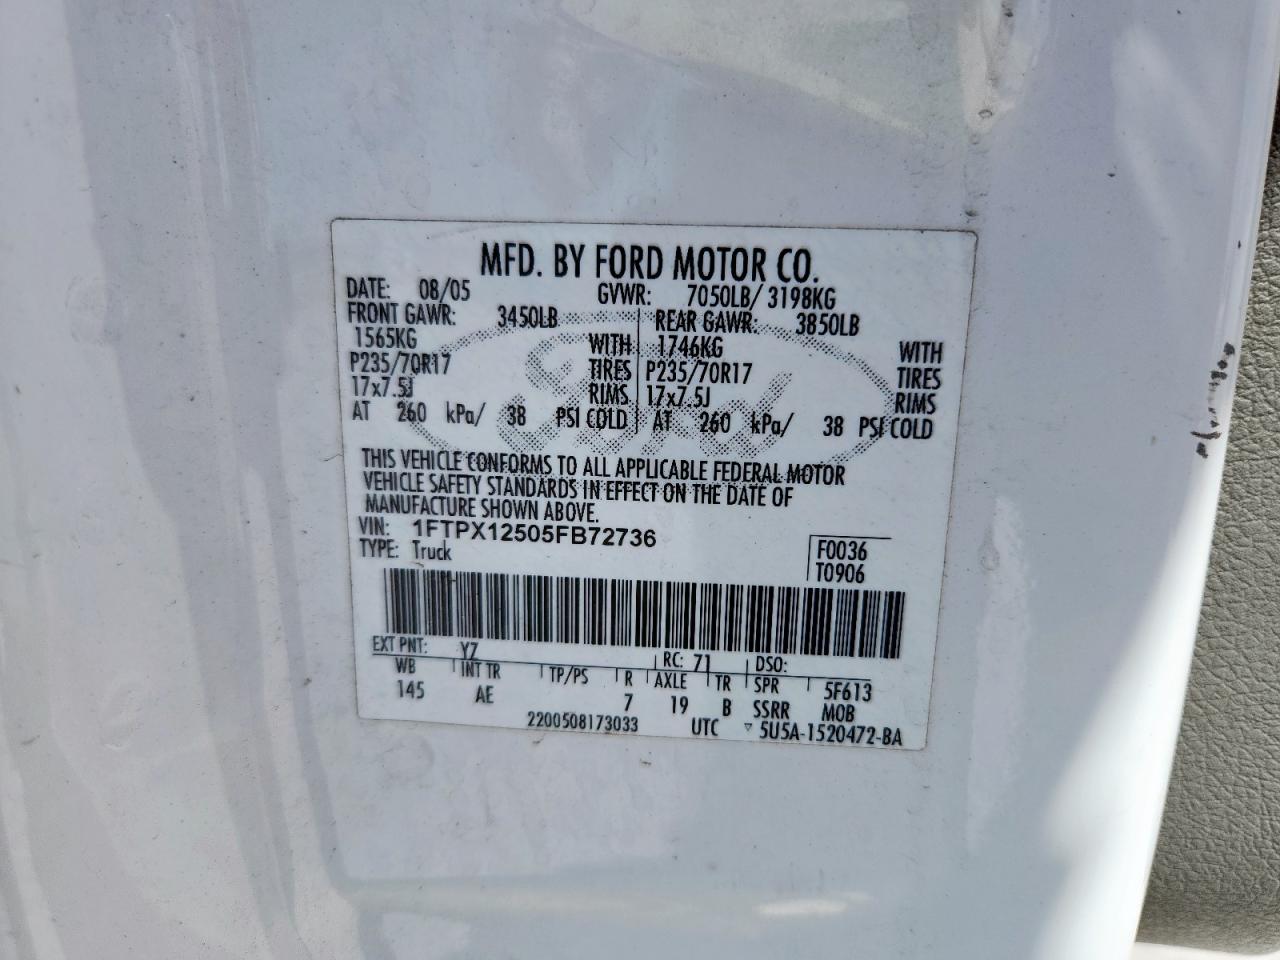 MFD. BY FORD MOTOR CO.
DATE: 08/05 GVWR: 7050LB/ 3198KG
FRONT GAWR: 3450LB REAR GAWR: 3850LB
1565KG WITH 1746KG WITH
P235/70R17 TIRES P235/70R17 TIRES
17x7.5J RIMS 17x7.5J RIMS
AT 260 kPa/ 38 PSI COLD AT 260 kPa/ 38 PSI COLD
Ford
THIS VEHICLE CONFORMS TO ALL APPLICABLE FEDERAL MOTOR
VEHICLE SAFETY STANDARDS IN EFFECT ON THE DATE OF
MANUFACTURE SHOWN ABOVE.
VIN: 1FTPX12505FB72736 F0036
TYPE: Truck T0906
EXT PNT: YZ RC: 71 DSO:
WB INT TR TP/PS R AXLE TR SPR 5F613
145 AE 7 19 B SSRR MOB
2200508173033 UTC ▽ 5U5A-1520472-BA